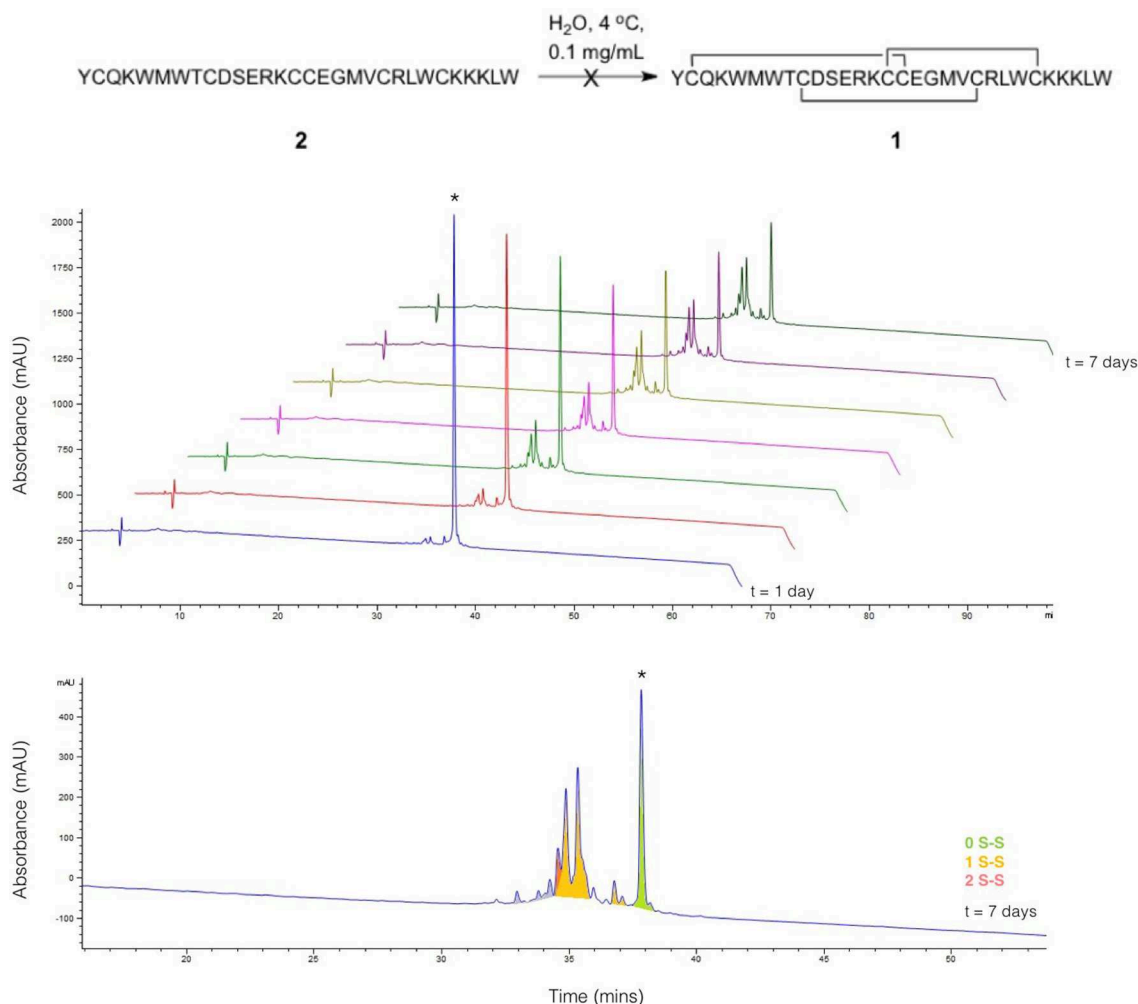 H₂O, 4 °C,
0.1 mg/mL
YCQKWMWTCDSERKCCEGMVCRLWCKKKLW
X
YCQKWMWTCDSERKCCEGMVCRLWCKKKLW
2
1
*
Absorbance (mAU)
2000
1750
1500
1250
1000
750
500
250
0
t = 7 days
t = 1 day
10
20
30
40
50
60
70
80
90
mi
mAU
*
Absorbance (mAU)
400
300
200
100
0
-100
0 S-S
1 S-S
2 S-S
t = 7 days
20
25
30
35
40
45
50
Time (mins)